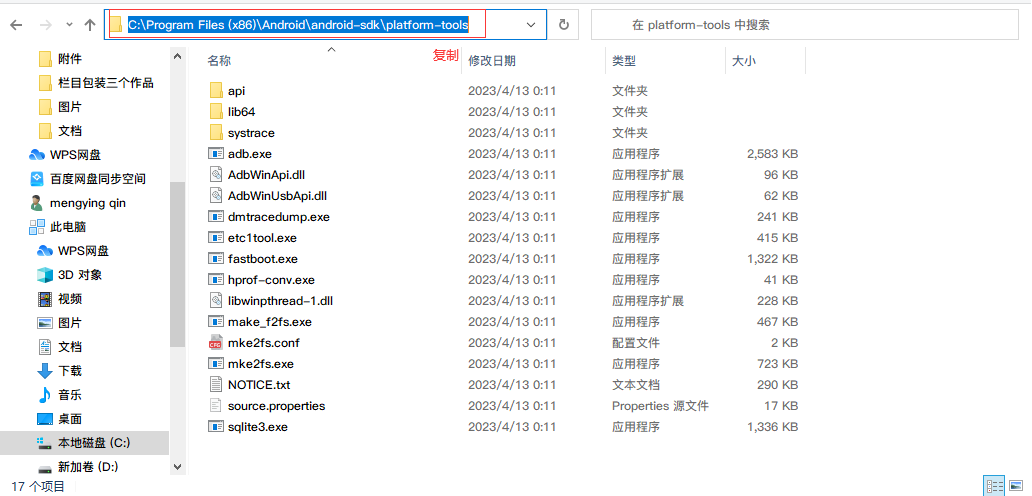 C:\Program Files (x86)\Android\android-sdk\platform-tools
在 platform-tools 中搜索
附件
栏目包装三个作品
图片
文档
WPS网盘
百度网盘同步空间
mengying qin
此电脑
WPS网盘
3D 对象
视频
图片
文档
下载
音乐
桌面
本地磁盘 (C:)
新加卷 (D:)
名称 复制 修改日期 类型 大小
api 2023/4/13 0:11 文件夹
lib64 2023/4/13 0:11 文件夹
systrace 2023/4/13 0:11 文件夹
adb.exe 2023/4/13 0:11 应用程序 2,583 KB
AdbWinApi.dll 2023/4/13 0:11 应用程序扩展 96 KB
AdbWinUsbApi.dll 2023/4/13 0:11 应用程序扩展 62 KB
dmtracedump.exe 2023/4/13 0:11 应用程序 241 KB
etc1tool.exe 2023/4/13 0:11 应用程序 415 KB
fastboot.exe 2023/4/13 0:11 应用程序 1,322 KB
hprof-conv.exe 2023/4/13 0:11 应用程序 41 KB
libwinpthread-1.dll 2023/4/13 0:11 应用程序扩展 228 KB
make_f2fs.exe 2023/4/13 0:11 应用程序 467 KB
mke2fs.conf 2023/4/13 0:11 配置文件 2 KB
mke2fs.exe 2023/4/13 0:11 应用程序 723 KB
NOTICE.txt 2023/4/13 0:11 文本文档 290 KB
source.properties 2023/4/13 0:11 Properties 源文件 17 KB
sqlite3.exe 2023/4/13 0:11 应用程序 1,336 KB
17 个项目